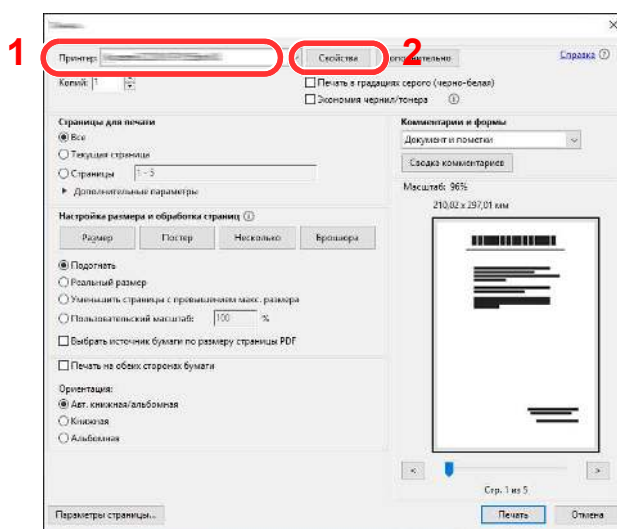 1
2
Принтер:
Свойства
Дополнительно
Справка
Копий: 1
Печать в градациях серого (черно-белая)
Экономия чернил/тонера
Страницы для печати
Все
Текущая страница
Страницы 1 - 5
Дополнительные параметры
Комментарии и формы
Документ и пометки
Сводка комментариев
Масштаб: 96%
210,02 x 297,01 мм
Настройка размера и обработка страниц
Размер Постер Несколько Брошюра
Подогнать
Реальный размер
Уменьшить страницы с превышением макс. размера
Пользовательский масштаб: 100 %
Выбрать источник бумаги по размеру страницы PDF
Печать на обеих сторонах бумаги
Ориентация:
Авт. книжная/альбомная
Книжная
Альбомная
< >
Стр. 1 из 5
Параметры страницы...
Печать Отмена